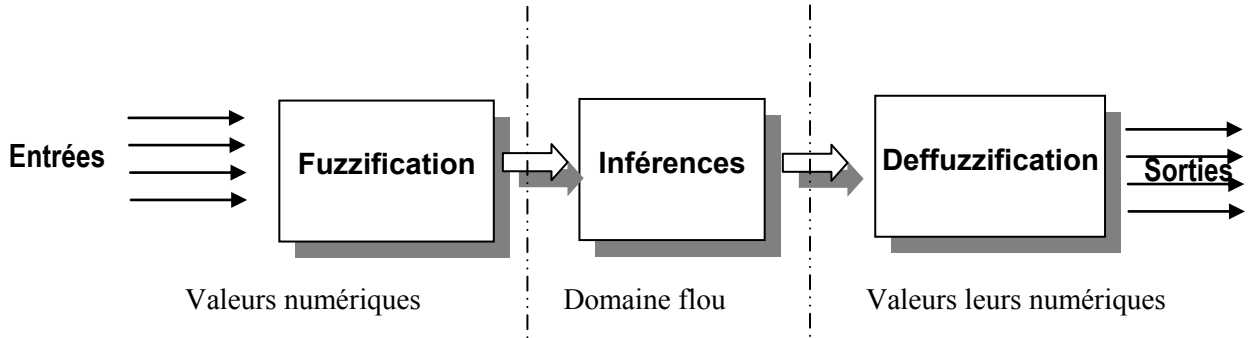 Entrées
Fuzzification
Inférences
Deffuzzification
Sorties
Valeurs numériques
Domaine flou
Valeurs leurs numériques